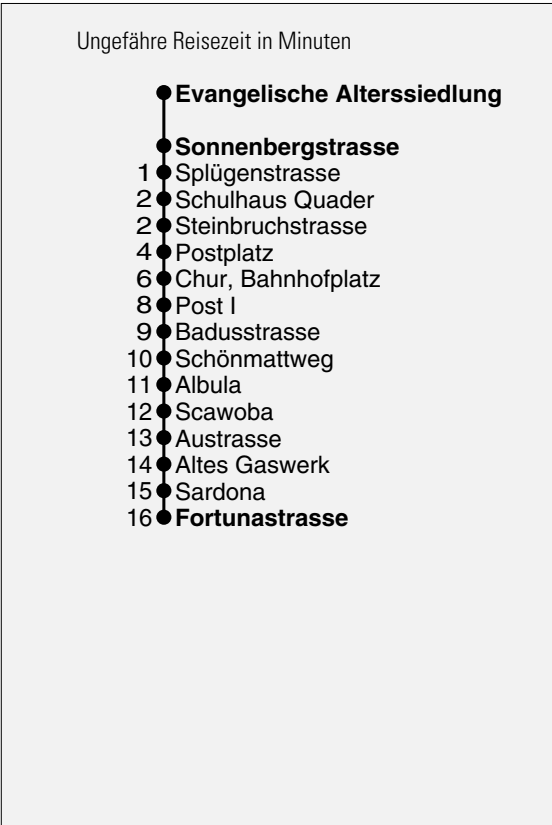 Ungefähre Reisezeit in Minuten
Evangelische Alterssiedlung
Sonnenbergstrasse
1 Splügenstrasse
2 Schulhaus Quader
2 Steinbruchstrasse
4 Postplatz
6 Chur, Bahnhofplatz
8 Post I
9 Badusstrasse
10 Schönmattweg
11 Albula
12 Scawoba
13 Austrasse
14 Altes Gaswerk
15 Sardona
16 Fortunastrasse